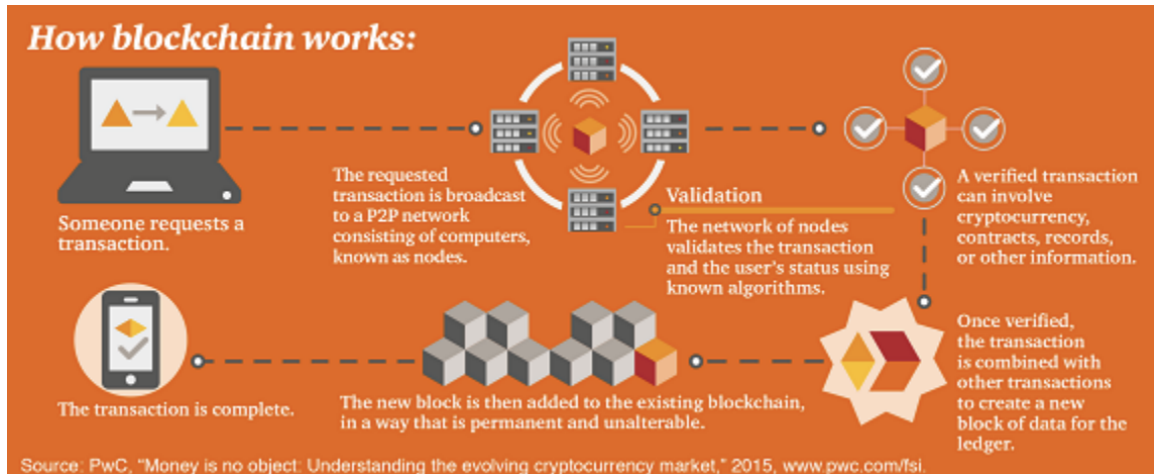 How blockchain works:
Someone requests a
transaction.
The requested
transaction is broadcast
to a P2P network
consisting of computers,
known as nodes.
Validation
The network of nodes
validates the transaction
and the user's status using
known algorithms.
A verified transaction
can involve
cryptocurrency,
contracts, records,
or other information.
Once verified,
the transaction
is combined with
other transactions
to create a new
block of data for the
ledger.
The new block is then added to the existing blockchain,
in a way that is permanent and unalterable.
The transaction is complete.
Source: PwC, "Money is no object: Understanding the evolving cryptocurrency market," 2015, www.pwc.com/fsi.